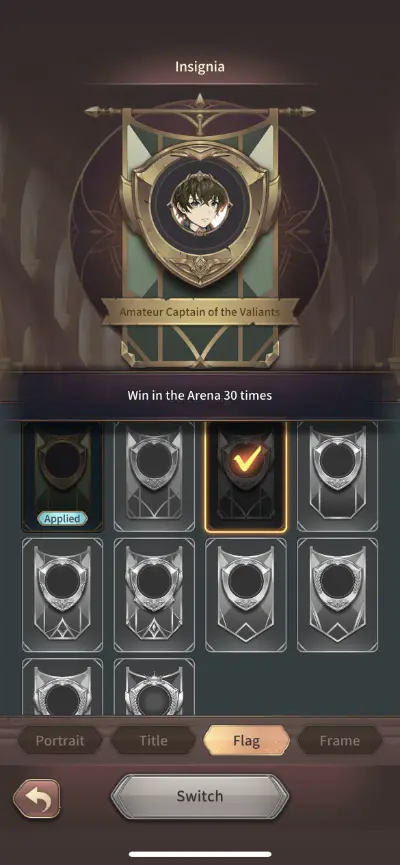 Insignia
Amateur Captain of the Valiants
Win in the Arena 30 times
Applied
Portrait
Title
Flag
Frame
Switch